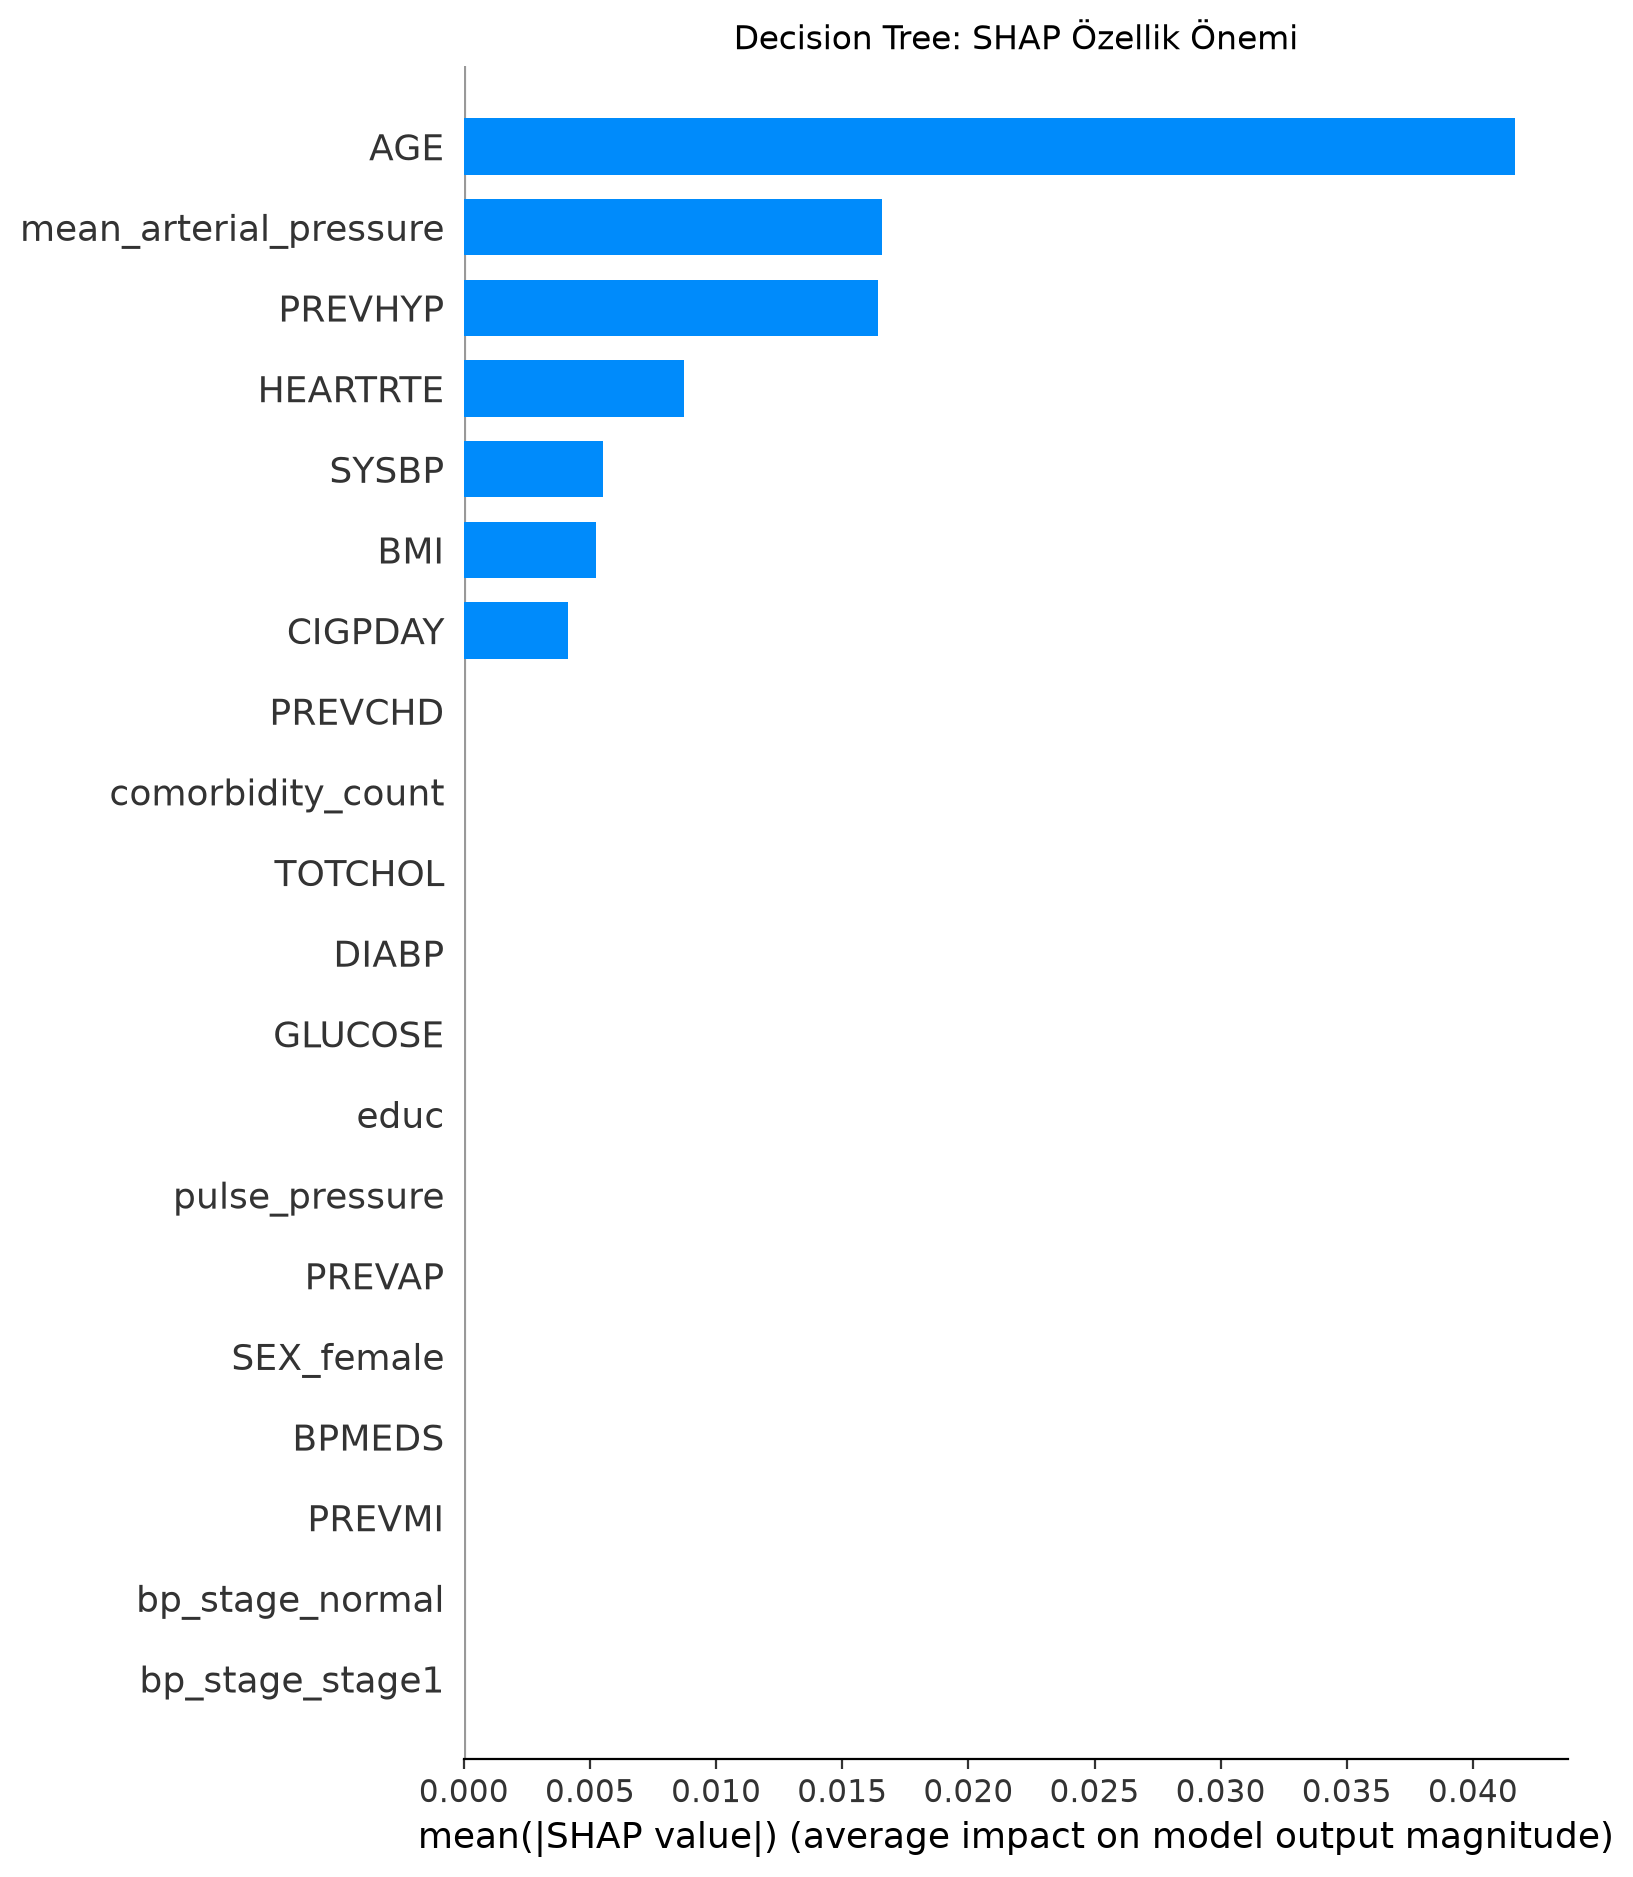 Decision Tree: SHAP Özellik Önemi
AGE
mean_arterial_pressure
PREVHYP
HEARTRTE
SYSBP
BMI
CIGPDAY
PREVCHD
comorbidity_count
TOTCHOL
DIABP
GLUCOSE
educ
pulse_pressure
PREVAP
SEX_female
BPMEDS
PREVMI
bp_stage_normal
bp_stage_stage1
0.000 0.005 0.010 0.015 0.020 0.025 0.030 0.035 0.040
mean(|SHAP value|) (average impact on model output magnitude)